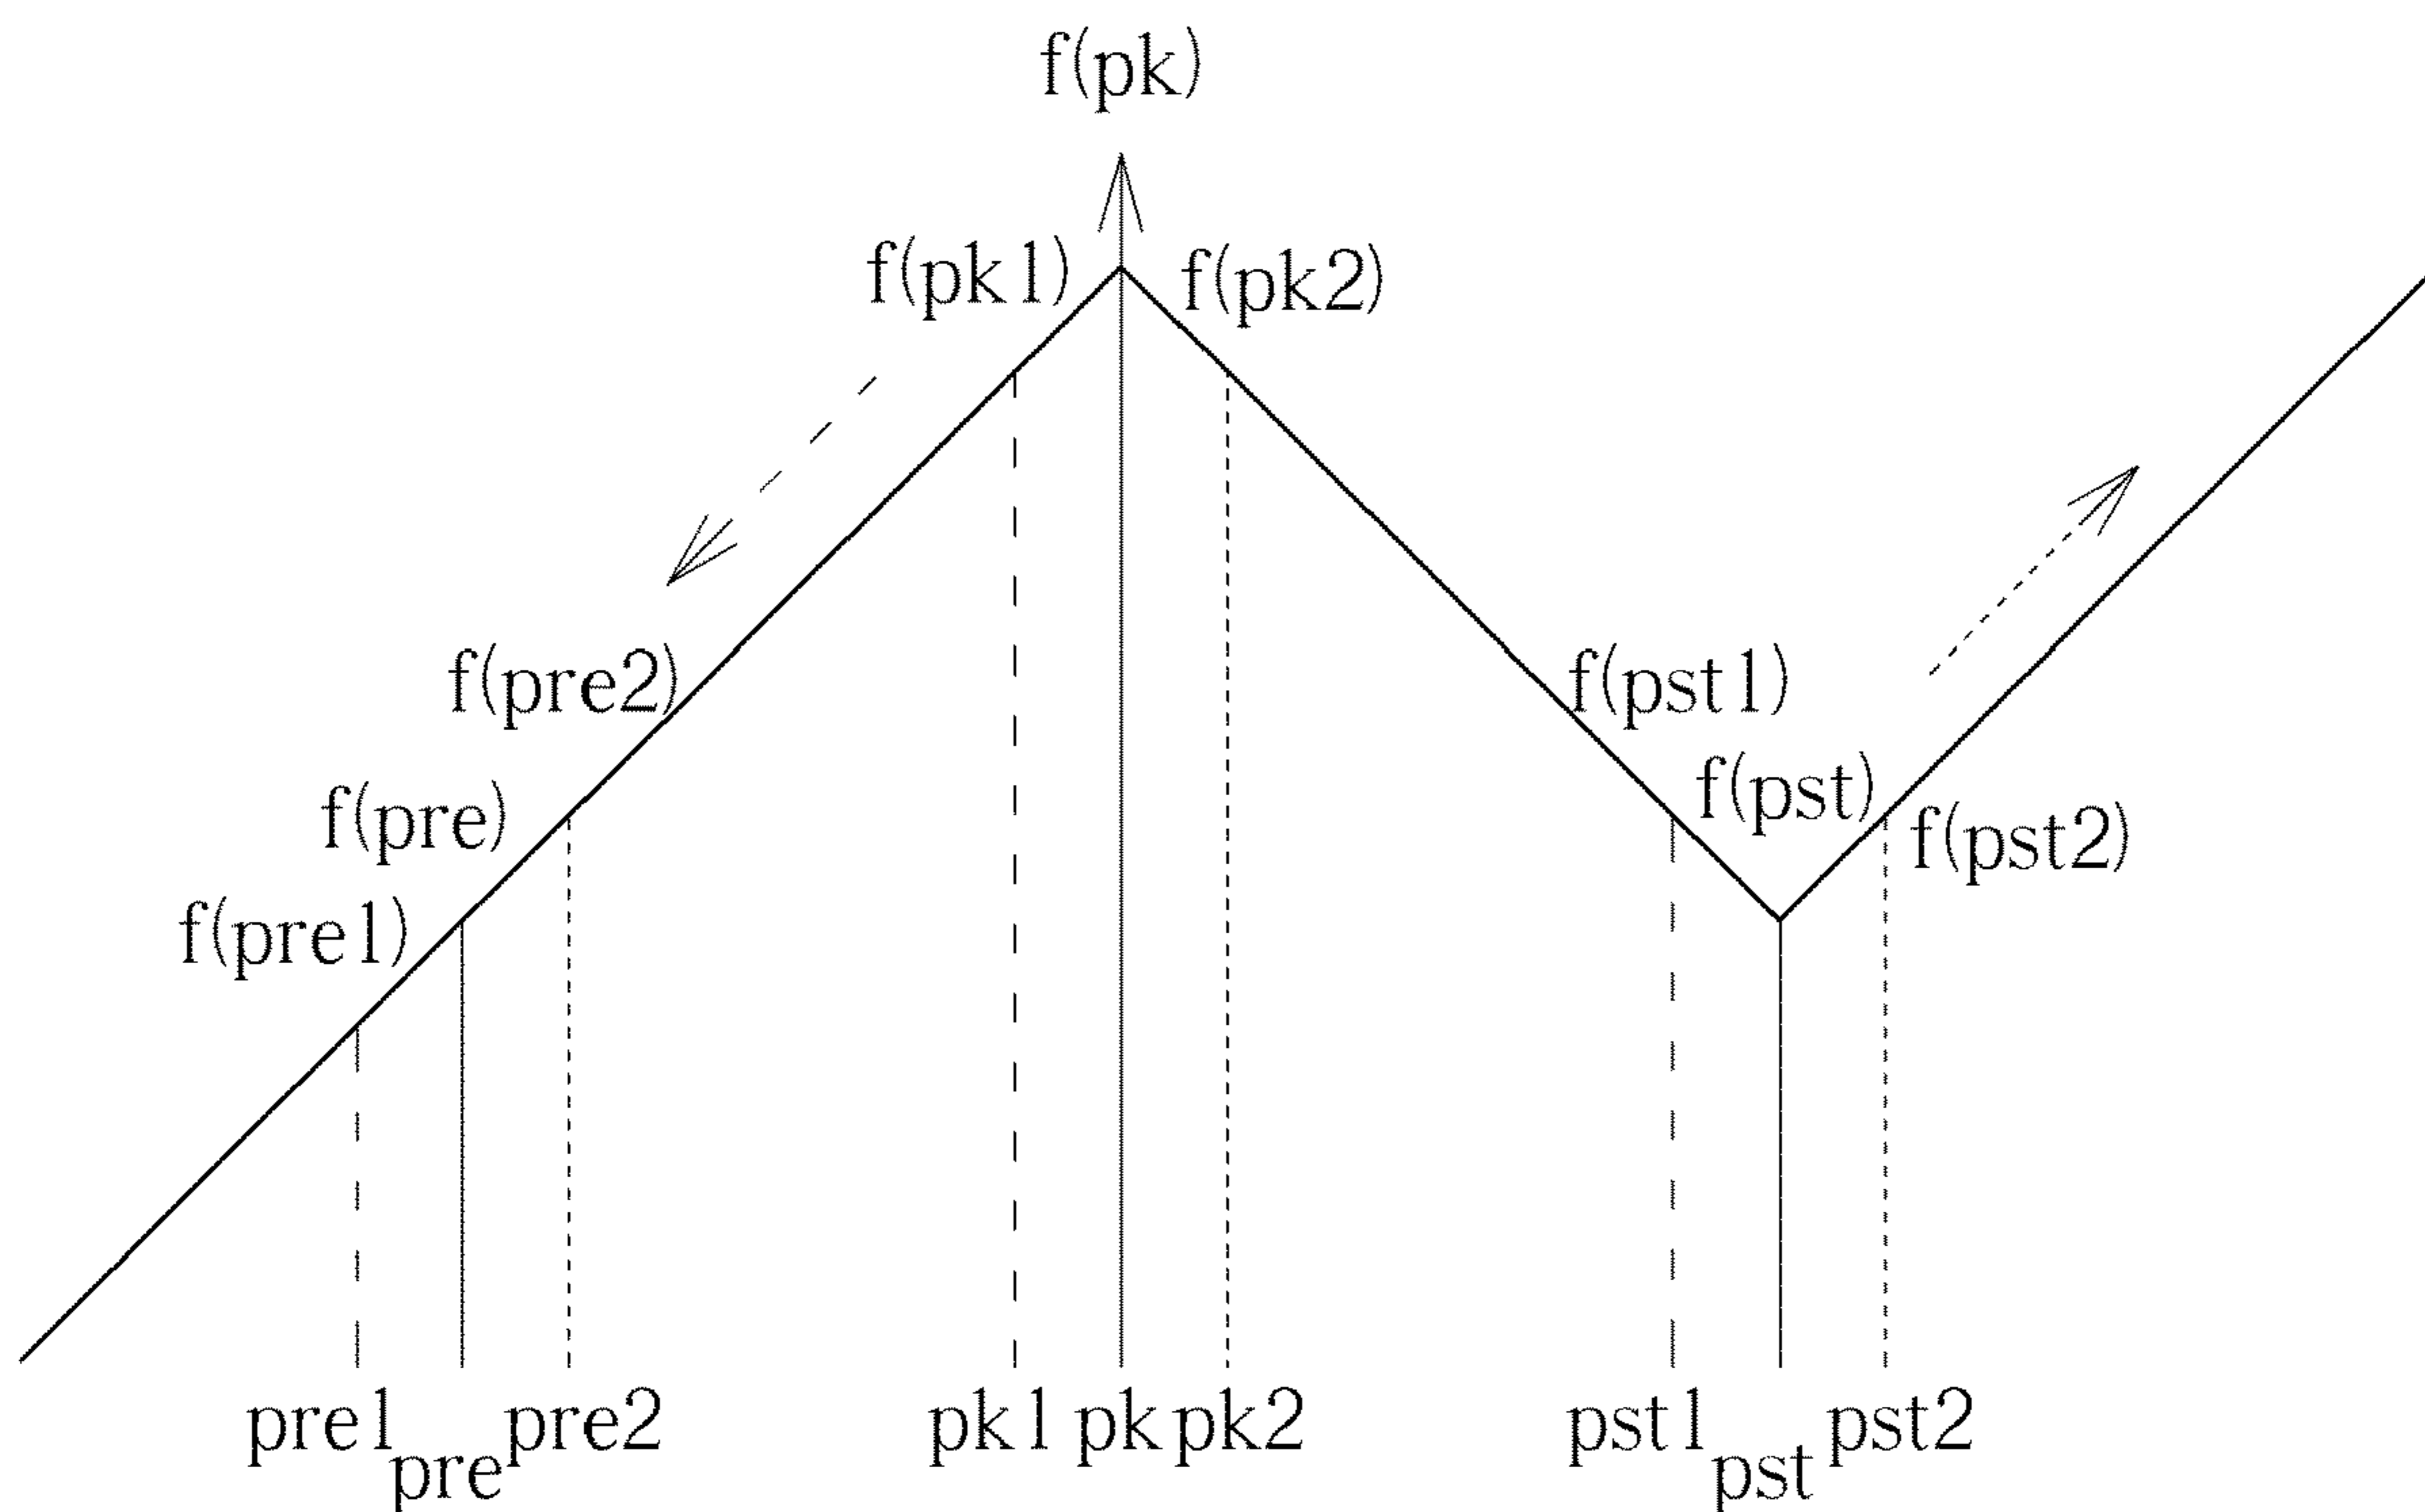 f(pk)
f(pk1)
f(pk2)
f(pre2)
f(pst1)
f(pre)
f(pst)
f(pst2)
f(pre1)
pre1 pre pre2 pk1 pk pk2 pst1 pst pst2